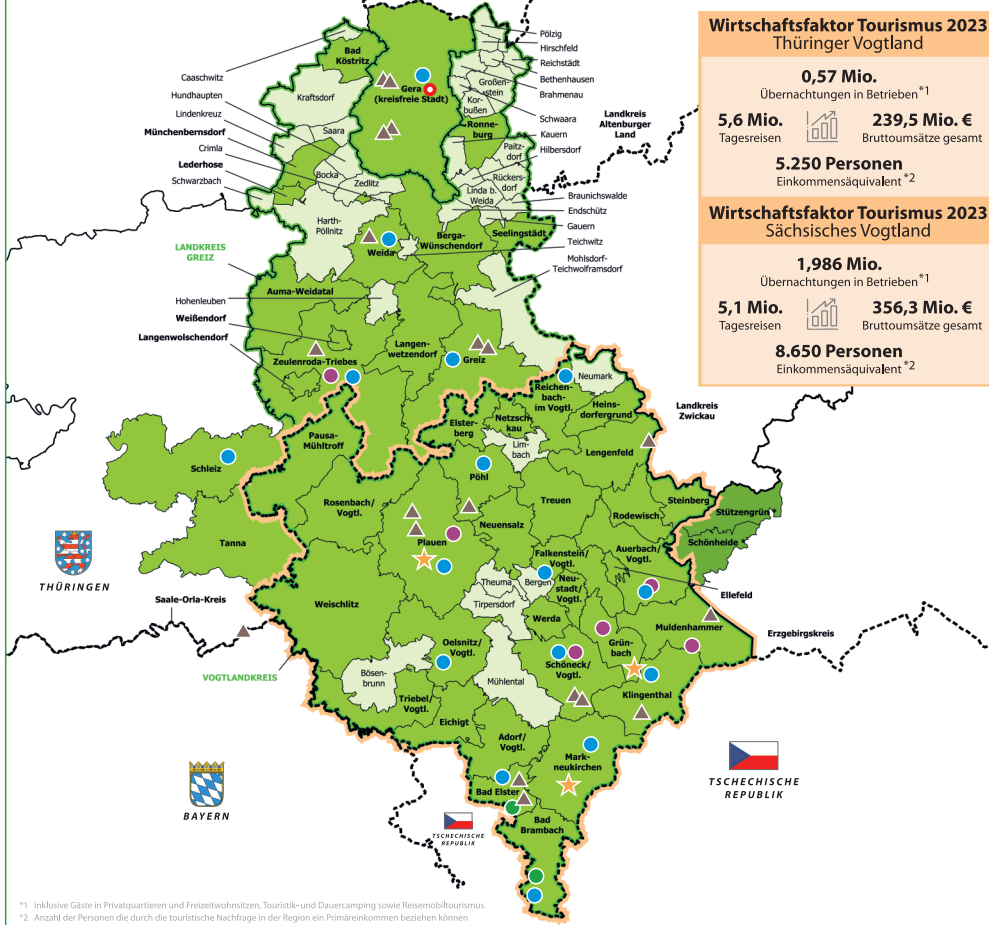 Wirtschaftsfaktor Tourismus 2023
Thüringer Vogtland
0,57 Mio.
Übernachtungen in Betrieben*1
5,6 Mio.
Tagesreisen
239,5 Mio. €
Bruttoumsätze gesamt
5.250 Personen
Einkommensäquivalent*2
Wirtschaftsfaktor Tourismus 2023
Sächsisches Vogtland
1,986 Mio.
Übernachtungen in Betrieben*1
5,1 Mio.
Tagesreisen
356,3 Mio. €
Bruttoumsätze gesamt
8.650 Personen
Einkommensäquivalent*2
Pölzig
Hirschfeld
Reichstädt
Bethenhausen
Brahmenau
Schwaara
Kauern
Hilbersdorf
Braunichswalde
Endschütz
Gauern
Teichwitz
Mohlsdorf-
Teichwolframsdorf
Caaschwitz
Hundhaupten
Lindenkreuz
Münchenbernsdorf
Crimla
Lederhose
Schwarzbach
Bad
Köstritz
Kraftsdorf
Saara
Gera
(kreisfreie Stadt)
Großen-
stein
Kor-
bußen
Ronne-
burg
Paitz-
dorf
Rückers-
dorf
Linda b.
Weida
Landkreis
Altenburger
Land
Bocka
Zedlitz
Harth-
Pöllnitz
Weida
Berga-
Wünschendorf
Seelingstädt
LANDKREIS
GREIZ
Auma-Weidatal
Hohenleuben
Weißendorf
Langenwolschendorf
Zeulenroda-Triebes
Langen-
wetzendorf
Greiz
Reichen-
bach-
im Vogtl.
Neumark
Heins-
dorfergrund
Landkreis
Zwickau
Elster-
berg
Netzsch-
kau
Lim-
bach
Lengenfeld
Pausa-
Mühltroff
Schleiz
Pöhl
Rosenbach/
Vogtl.
Treuen
Steinberg
Rodewisch
Stützengrün
Schönheide
Neuensalz
Plauen
Tanna
Falkenstein/
Vogtl.
Auerbach/
Vogtl.
Theuma
Bergen
Neu-
stadt/
Vogtl.
Ellefeld
Tirpersdorf
Weischlitz
Werda
THÜRINGEN
Saale-Orla-Kreis
Muldenhammer
Erzgebirgskreis
Grün-
bach
Oelsnitz/
Vogtl.
Schöneck/
Vogtl.
VOGTLANDKREIS
Bösen-
brunn
Mühlental
Klingenthal
Triebel/
Vogtl.
Eichigt
Adorf/
Vogtl.
Mark-
neukirchen
Bad Elster
Bad
Brambach
BAYERN
TSCHECHISCHE
REPUBLIK
TSCHECHISCHE
REPUBLIK
*1 inklusive Gäste in Privatquartieren und Freizeitwohnsitzen, Touristik- und Dauercamping sowie Reisemobiltourismus
*2 Anzahl der Personen die durch die touristische Nachfrage in der Region ein Primäreinkommen beziehen können